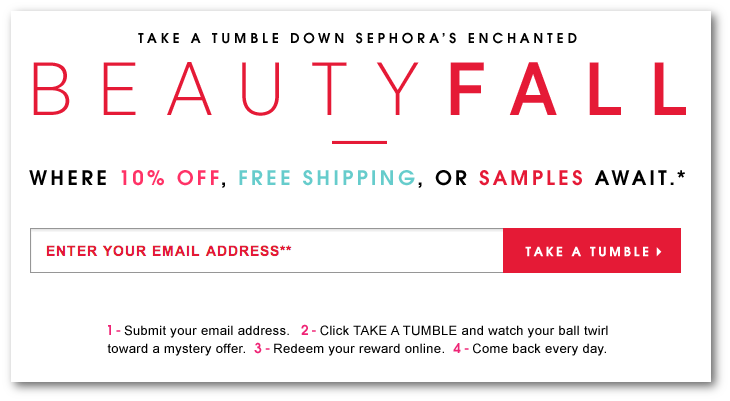 TAKE A TUMBLE DOWN SEPHORA'S ENCHANTED
BEAUTYFALL
WHERE 10% OFF, FREE SHIPPING, OR SAMPLES AWAIT.*
ENTER YOUR EMAIL ADDRESS**
TAKE A TUMBLE
1 - Submit your email address. 2 - Click TAKE A TUMBLE and watch your ball twirl
toward a mystery offer. 3 - Redeem your reward online. 4 - Come back every day.